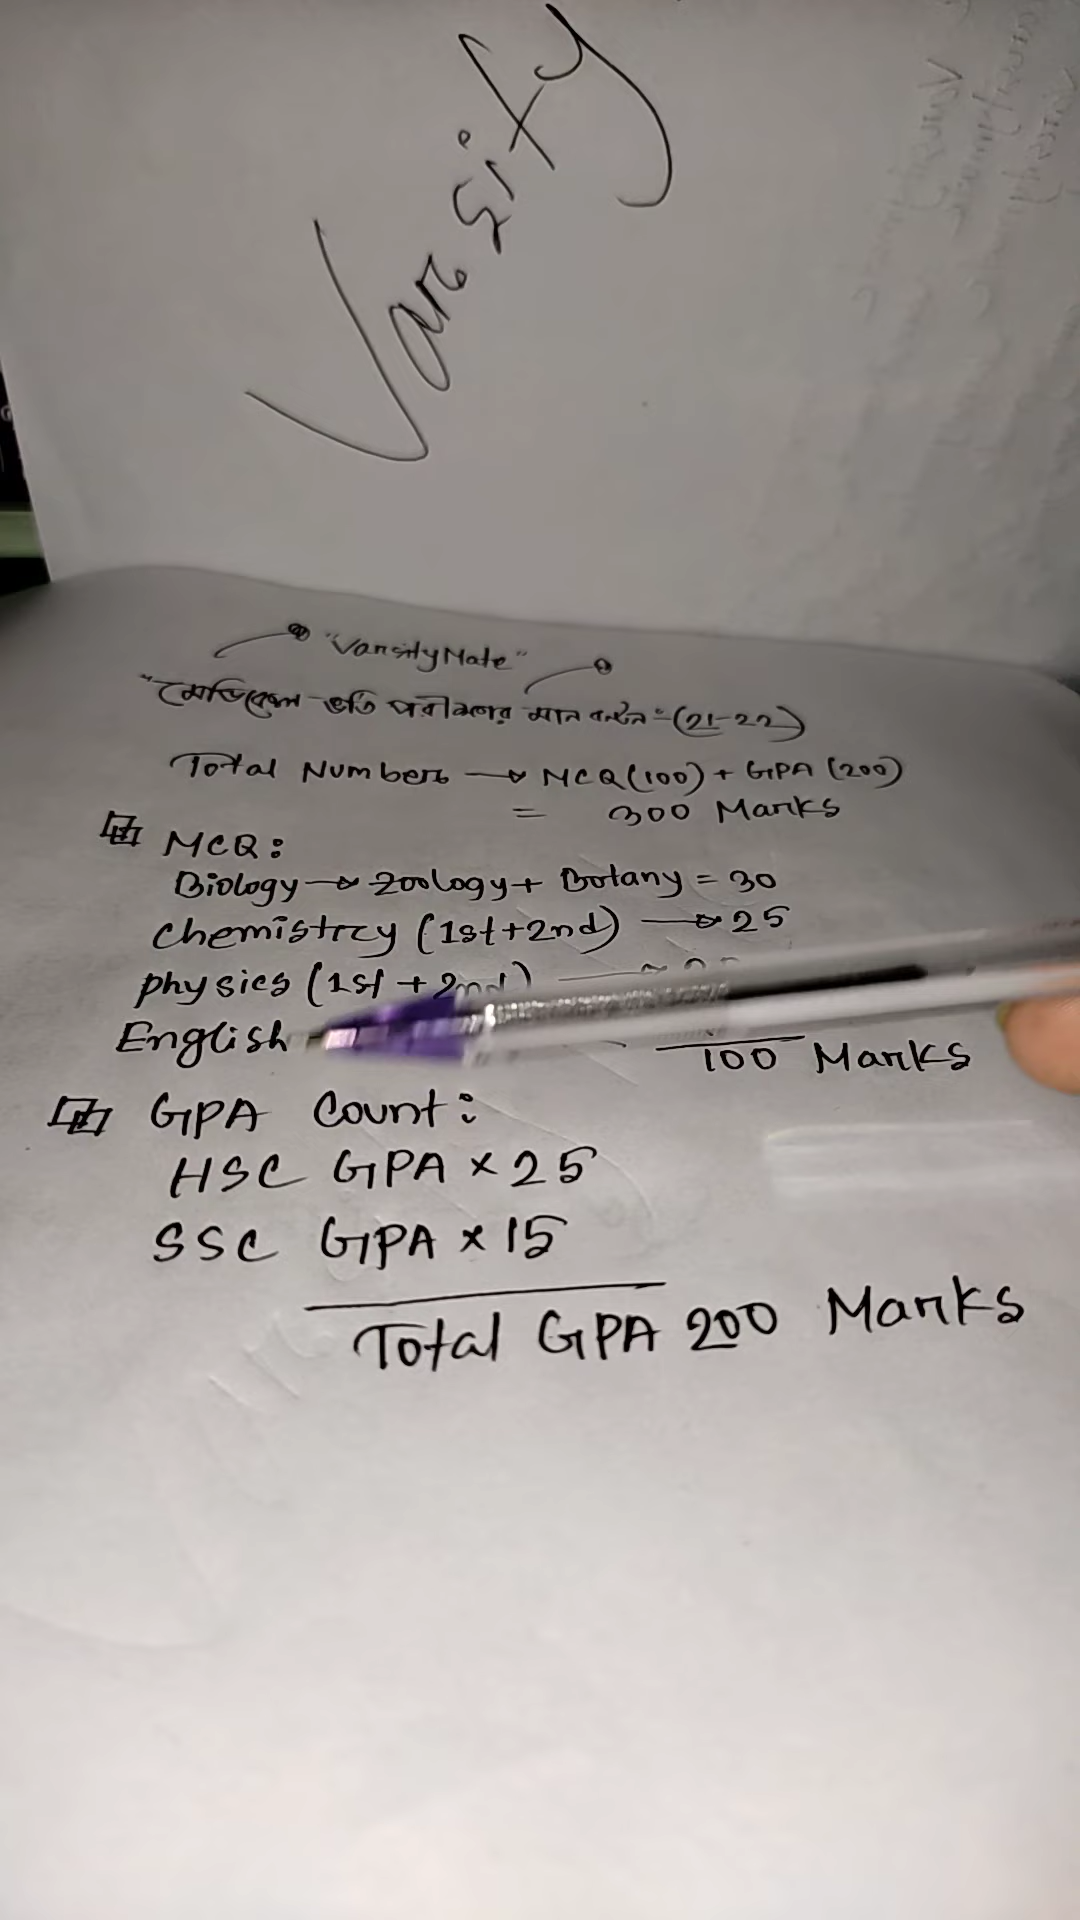 Varsity
"VarsityMate"
"মেডিকেল ভর্তি পরীক্ষার মান বন্টন"-(21-22)
Total Numbers → MCQ(100) + GPA (200)
= 300 Marks
MCQ:
Biology → Zoology + Botany = 30
Chemistry (1st+2nd) → 25
Physics (1st + 2nd)
English
100 Marks
GPA Count:
HSC GPA × 25
SSC GPA × 15
Total GPA 200 Marks